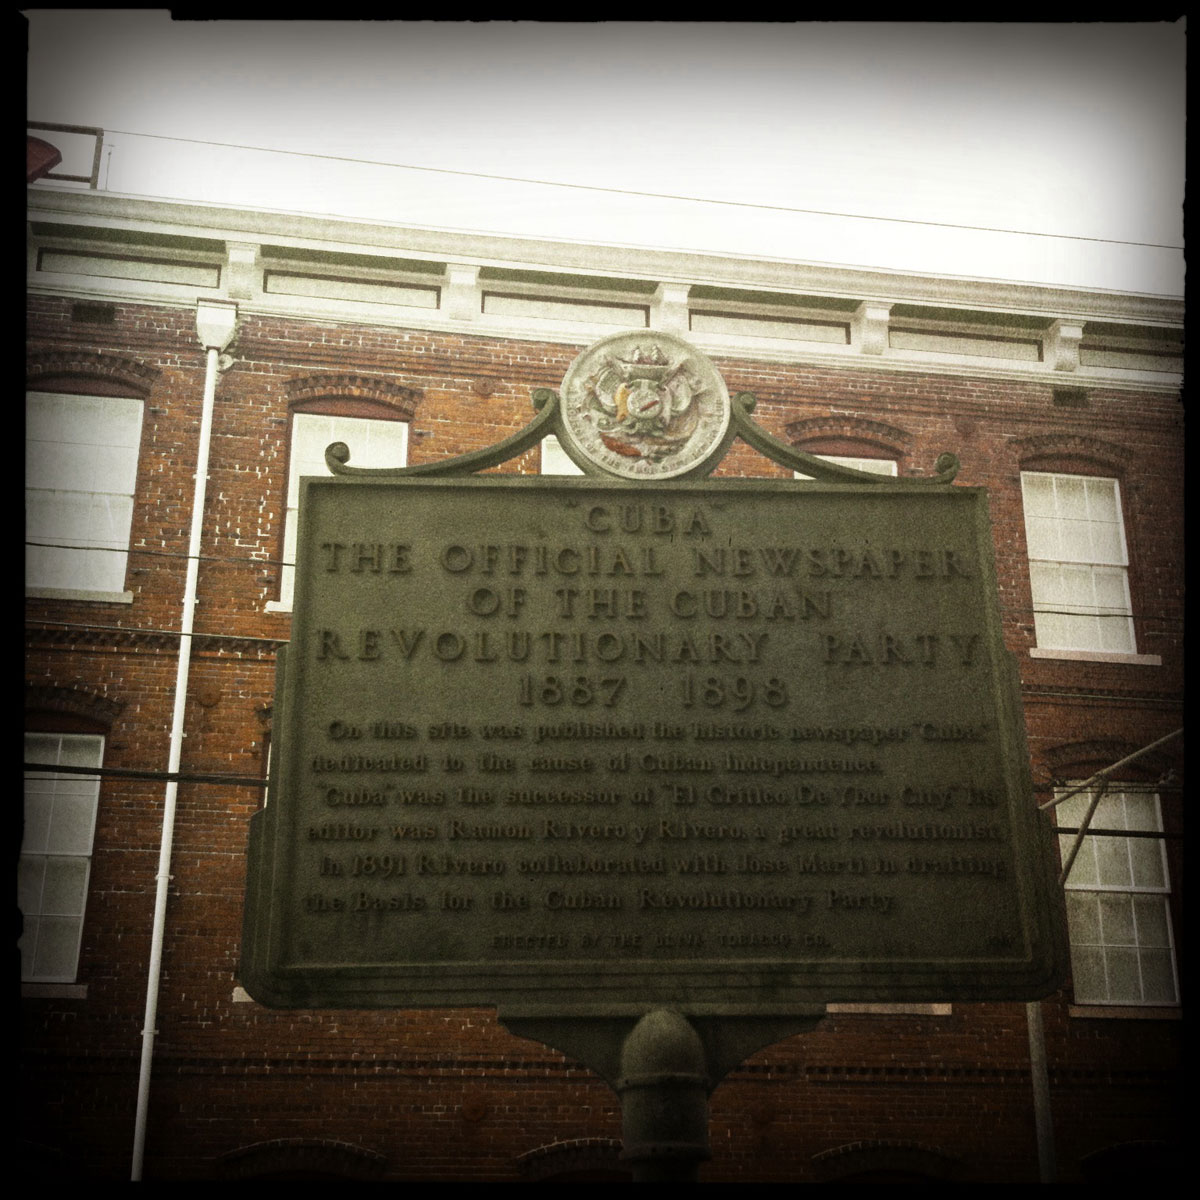 "CUBA"
THE OFFICIAL NEWSPAPER
OF THE CUBAN
REVOLUTIONARY PARTY
1887 1898
On this site was published the historic newspaper "Cuba,"
dedicated to the cause of Cuban Independence.
"Cuba" was the successor of "El Critico De Ybor City." Its
editor was Ramon Rivero y Rivero, a great revolutionist.
In 1891 Rivero collaborated with Jose Marti in drafting
the Basis for the Cuban Revolutionary Party.
ERECTED BY THE OLIVA TOBACCO CO.